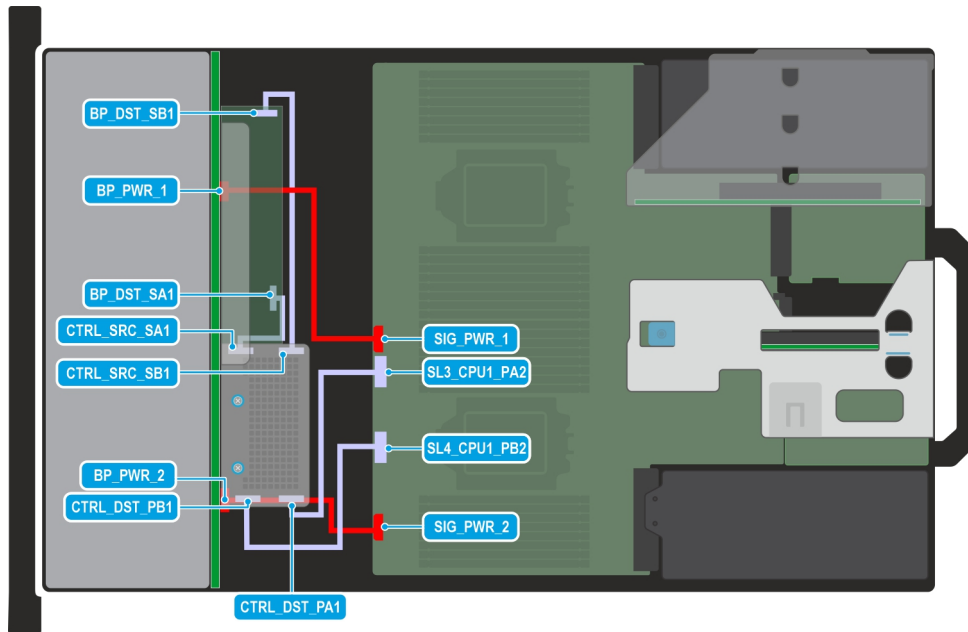 BP_DST_SB1
BP_PWR_1
BP_DST_SA1
CTRL_SRC_SA1
CTRL_SRC_SB1
SIG_PWR_1
SL3_CPU1_PA2
SL4_CPU1_PB2
BP_PWR_2
CTRL_DST_PB1
SIG_PWR_2
CTRL_DST_PA1